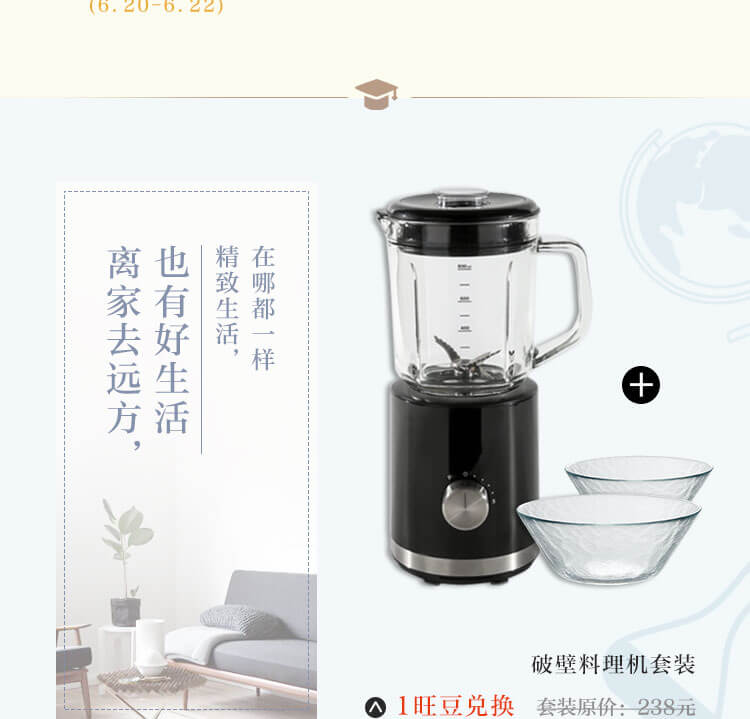 (6.20-6.22)
离家去远方，
也有好生活
精致生活，
在哪都一样
破壁料理机套装
1旺豆兑换 套装原价：238元